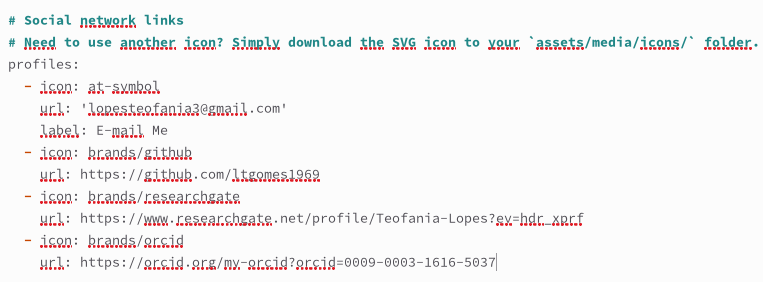 # Social network links
# Need to use another icon? Simply download the SVG icon to your `assets/media/icons/` folder.
profiles:
  - icon: at-symbol
    url: 'lopesteofania3@gmail.com'
    label: E-mail Me
  - icon: brands/github
    url: https://github.com/ltgomes1969
  - icon: brands/researchgate
    url: https://www.researchgate.net/profile/Teofania-Lopes?ev=hdr_xprf
  - icon: brands/orcid
    url: https://orcid.org/my-orcid?orcid=0009-0003-1616-5037